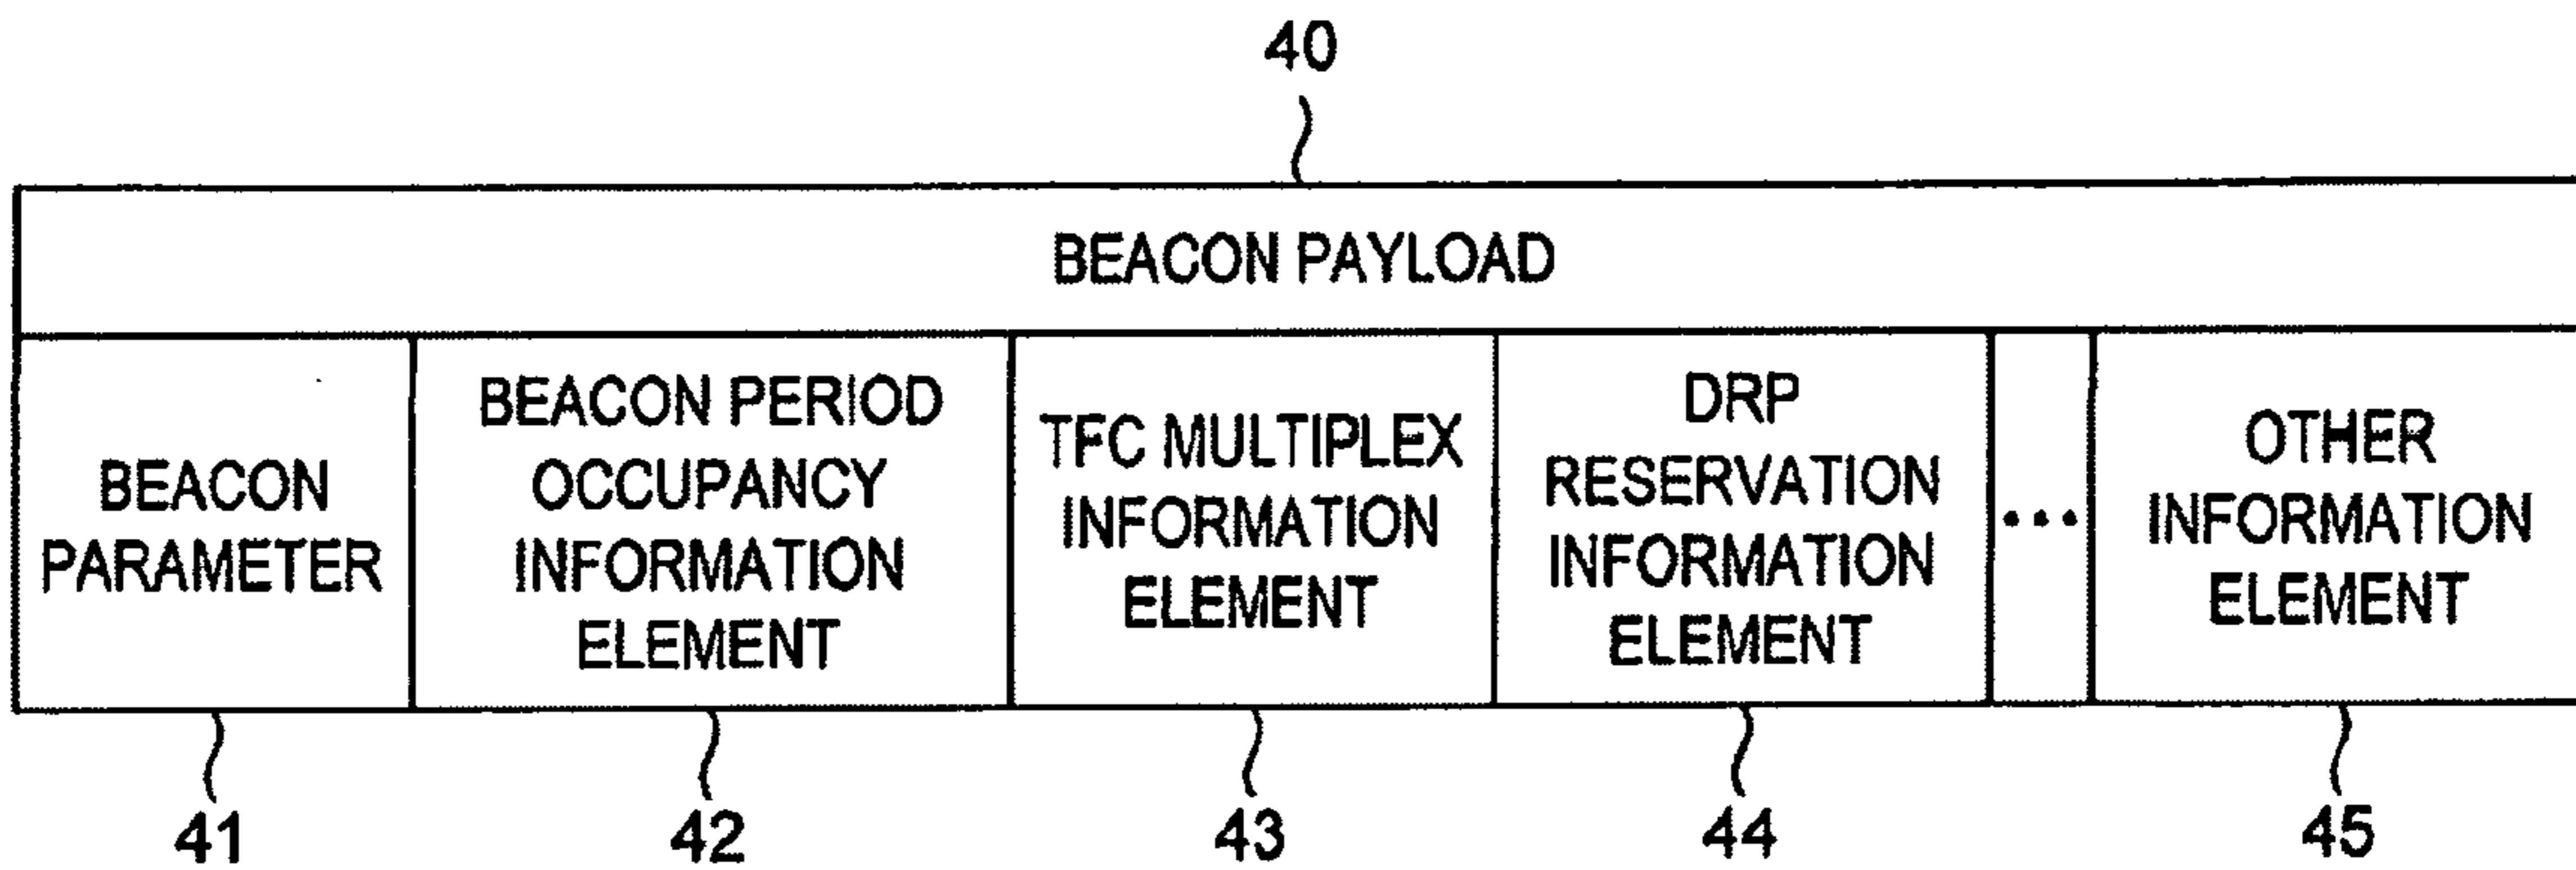 40
BEACON PAYLOAD
BEACON
PARAMETER
BEACON PERIOD
OCCUPANCY
INFORMATION
ELEMENT
TFC MULTIPLEX
INFORMATION
ELEMENT
DRP
RESERVATION
INFORMATION
ELEMENT
•••
OTHER
INFORMATION
ELEMENT
41
42
43
44
45